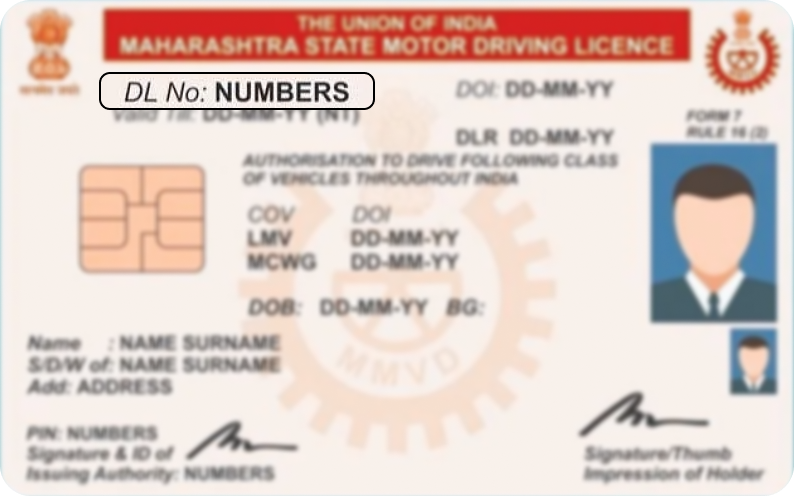 THE UNION OF INDIA
MAHARASHTRA STATE MOTOR DRIVING LICENCE
DL No: NUMBERS
DOI: DD-MM-YY
Valid Till: DD-MM-YY (NT)
FORM 7
RULE 16 (2)
DLR DD-MM-YY
AUTHORISATION TO DRIVE FOLLOWING CLASS
OF VEHICLES THROUGHOUT INDIA
COV DOI
LMV DD-MM-YY
MCWG DD-MM-YY
DOB: DD-MM-YY BG:
MMVD
Name : NAME SURNAME
S/D/W of: NAME SURNAME
Add: ADDRESS
PIN: NUMBERS
Signature & ID of
Issuing Authority: NUMBERS
Signature/Thumb
Impression of Holder